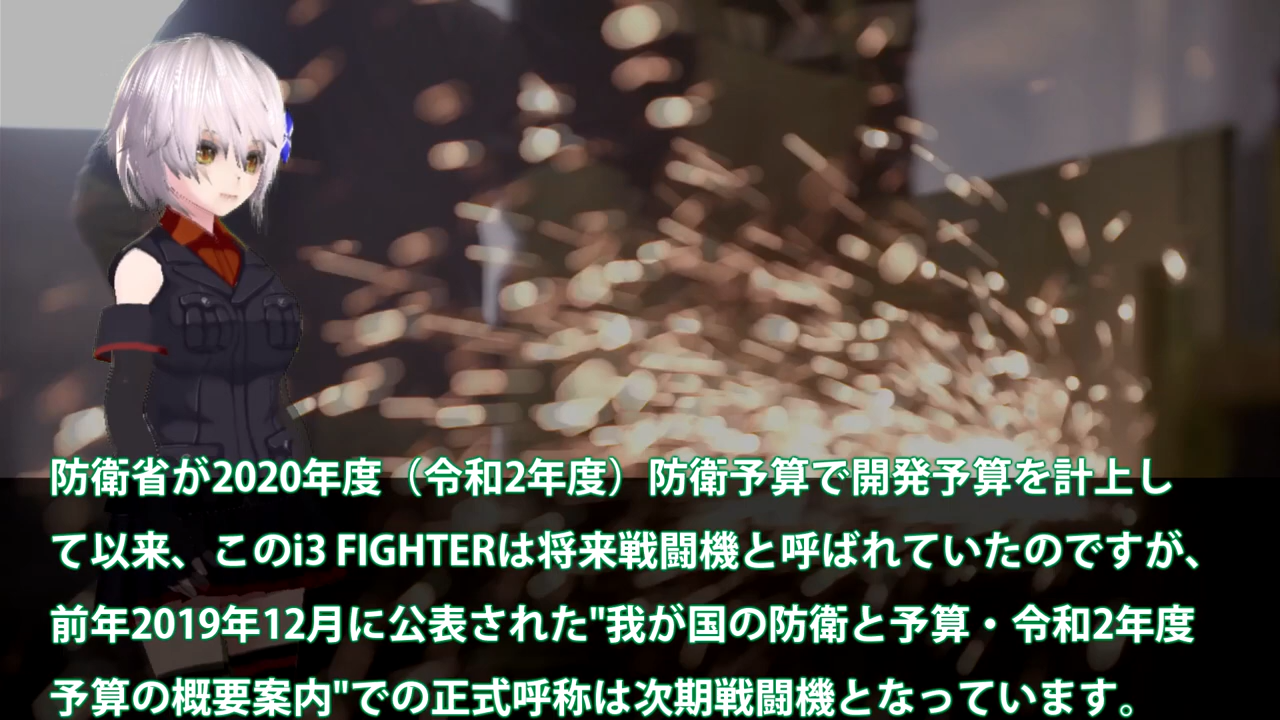 防衛省が2020年度（令和2年度）防衛予算で開発予算を計上し
て以来、このi3 FIGHTERは将来戦闘機と呼ばれていたのですが、
前年2019年12月に公表された"我が国の防衛と予算・令和2年度
予算の概要案内"での正式呼称は次期戦闘機となっています。